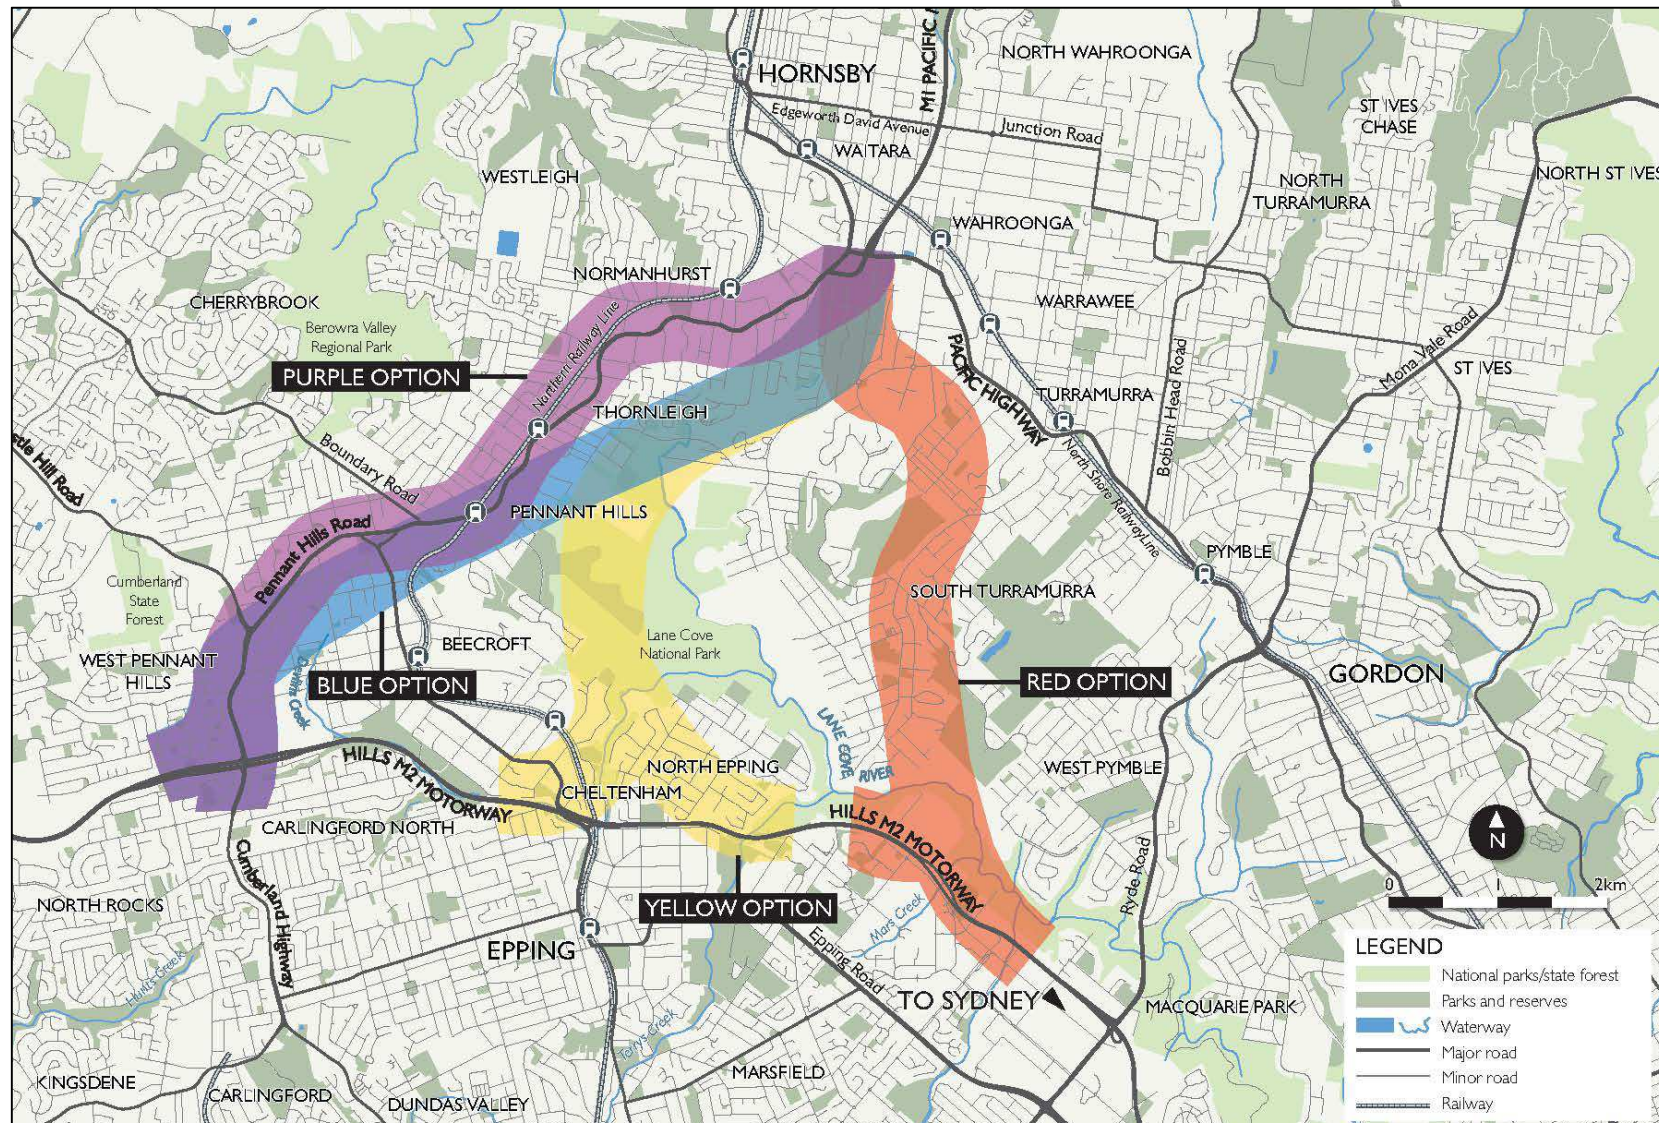 HORNSBY
M1 PACIFIC
NORTH WAHROONGA
Edgeworth David Avenue
Junction Road
ST IVES
CHASE
WAITARA
WESTLEIGH
NORTH
TURRAMURRA
NORTH ST IVES
WAHROONGA
NORMANHURST
WARRAWEE
CHERRYBROOK
Berowra Valley
Regional Park
Northern Railway Line
Mona Vale Road
Bobbin Head Road
PURPLE OPTION
PACIFIC HIGHWAY
ST IVES
TURRAMURRA
THORNLEIGH
Boundary Road
stle Hill Road
North Shore Railway Line
PENNANT HILLS
Pennant Hills Road
PYMBLE
Cumberland
State
Forest
SOUTH TURRAMURRA
BEECROFT
Lane Cove
National Park
WEST PENNANT
HILLS
GORDON
BLUE OPTION
RED OPTION
Devlins Creek
LANE COVE RIVER
HILLS M2 MOTORWAY
NORTH EPPING
WEST PYMBLE
CHELTENHAM
CARLINGFORD NORTH
HILLS M2 MOTORWAY
N
Cumberland Highway
Ryde Road
0 1 2km
NORTH ROCKS
YELLOW OPTION
Mars Creek
EPPING
Epping Road
Hunts Creek
TO SYDNEY
MACQUARIE PARK
Terrys Creek
MARSFIELD
KINGSDENE
CARLINGFORD
DUNDAS VALLEY
LEGEND
National parks/state forest
Parks and reserves
Waterway
Major road
Minor road
Railway